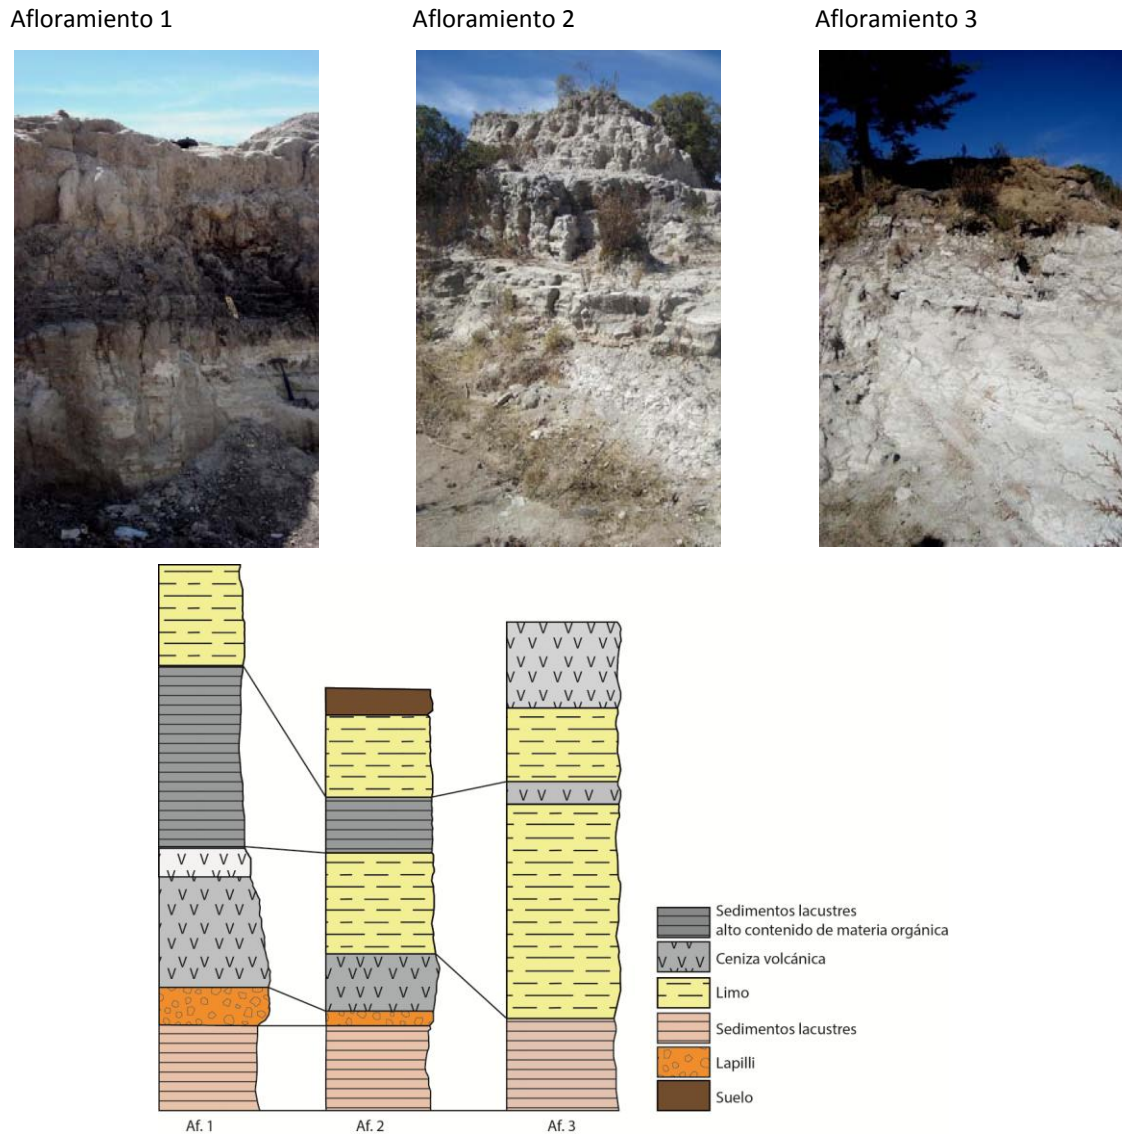 Afloramiento 1
Afloramiento 2
Afloramiento 3
Sedimentos lacustres
alto contenido de materia orgánica
Ceniza volcánica
Limo
Sedimentos lacustres
Lapilli
Suelo
Af. 1
Af. 2
Af. 3